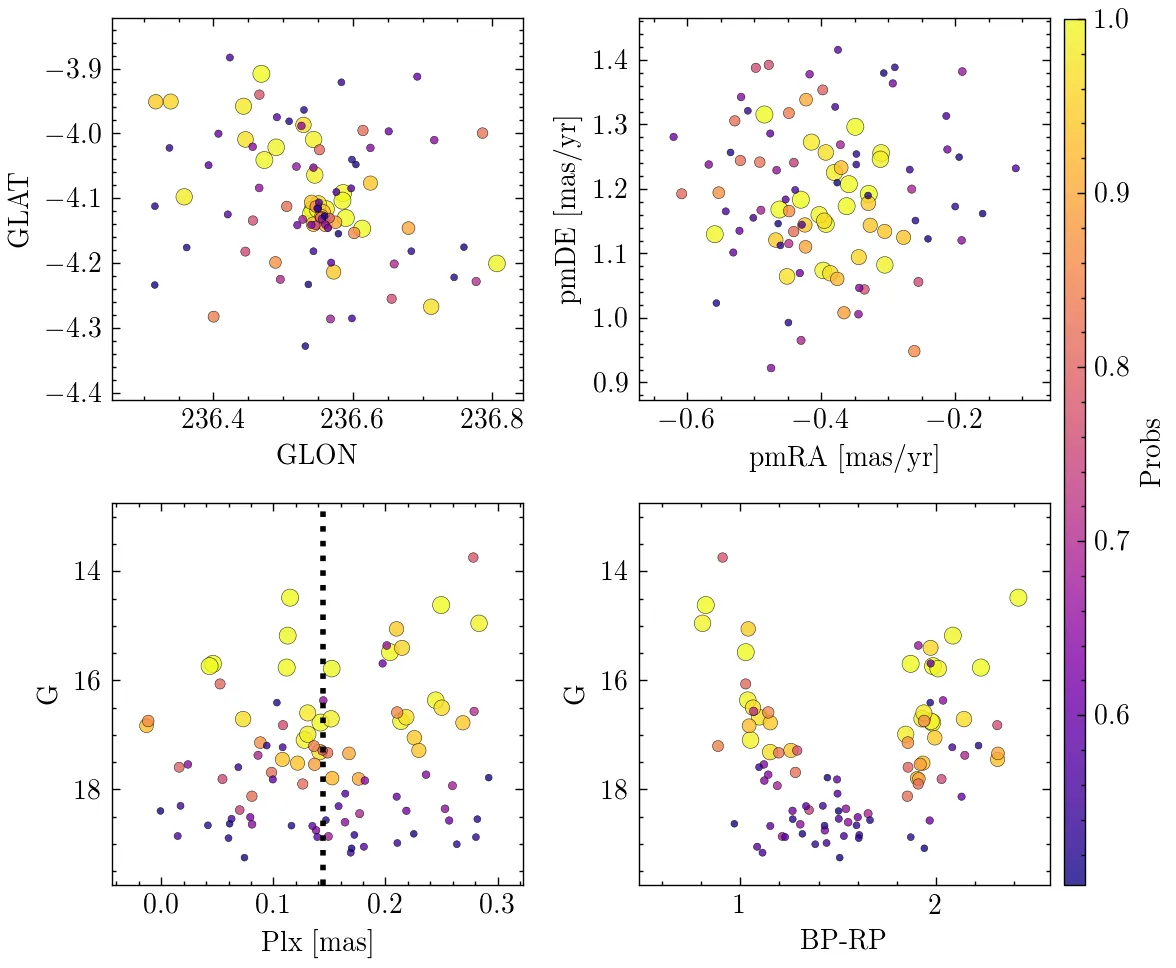 −3.9
−4.0
−4.1
−4.2
−4.3
−4.4
GLAT
236.4 236.6 236.8
GLON
1.4
1.3
1.2
1.1
1.0
0.9
pmDE [mas/yr]
−0.6 −0.4 −0.2
pmRA [mas/yr]
1.0
0.9
0.8
0.7
0.6
Probs
14
16
18
G
0.0 0.1 0.2 0.3
Plx [mas]
14
16
18
G
1 2
BP-RP